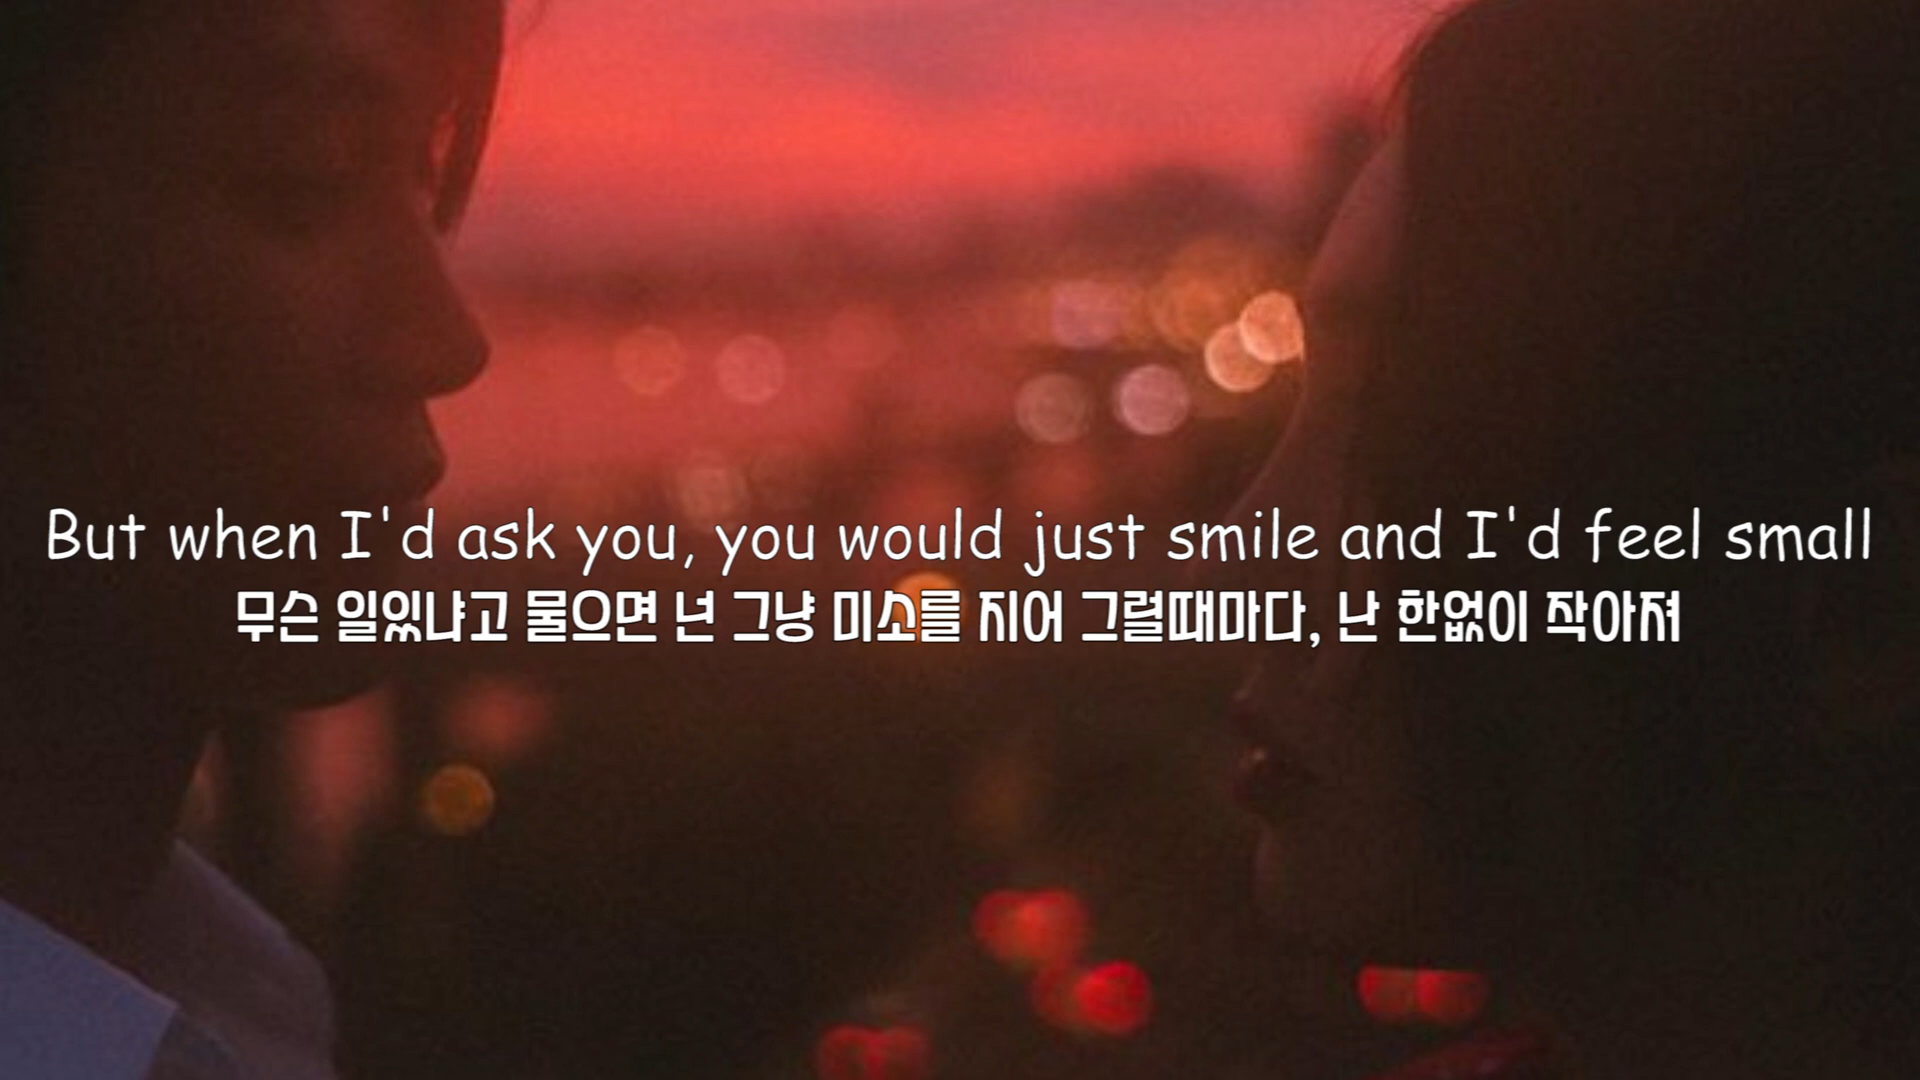 But when I'd ask you, you would just smile and I'd feel small
무슨 일있냐고 물으면 넌 그냥 미소를 지어 그럴때마다, 난 한없이 작아져